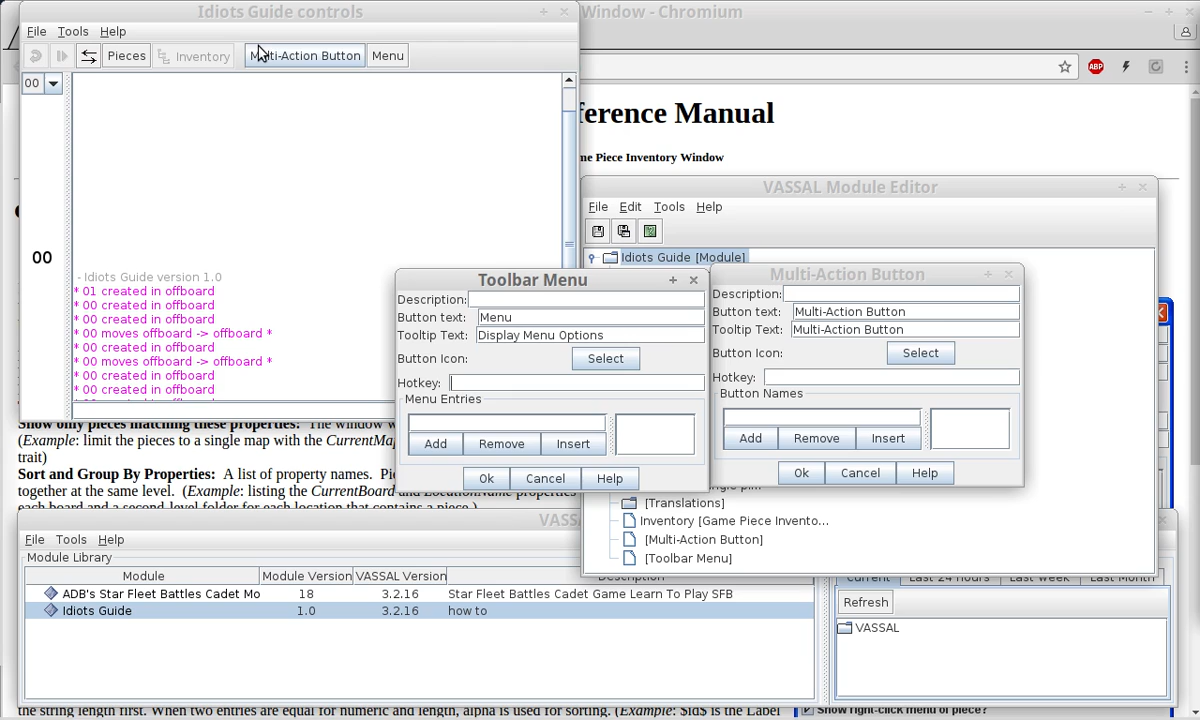 Idiots Guide controls
Window - Chromium
File Tools Help
Pieces Inventory Multi-Action Button Menu
ABP
00
ference Manual
me Piece Inventory Window
VASSAL Module Editor
File Edit Tools Help
Idiots Guide [Module]
00
- Idiots Guide version 1.0
* 01 created in offboard
* 00 created in offboard
* 00 created in offboard
* 00 moves offboard -> offboard *
* 00 created in offboard
* 00 moves offboard -> offboard *
* 00 created in offboard
* 00 created in offboard
Toolbar Menu
Description:
Button text: Menu
Tooltip Text: Display Menu Options
Button Icon: Select
Hotkey:
Menu Entries
Add Remove Insert
Ok Cancel Help
Multi-Action Button
Description:
Button text: Multi-Action Button
Tooltip Text: Multi-Action Button
Button Icon: Select
Hotkey:
Button Names
Add Remove Insert
Ok Cancel Help
Show only pieces matching these properties: The window w
(Example: limit the pieces to a single map with the CurrentMa
trait)
Sort and Group By Properties: A list of property names. Pie
together at the same level. (Example: listing the CurrentBoard and LocationName properties
each board and a second-level folder for each location that contains a piece.)
[Translations]
Inventory [Game Piece Invento...
[Multi-Action Button]
[Toolbar Menu]
VASS
File Tools Help
Module Library
Module Module Version VASSAL Version Description
ADB's Star Fleet Battles Cadet Mo 18 3.2.16 Star Fleet Battles Cadet Game Learn To Play SFB
Idiots Guide 1.0 3.2.16 how to
Current Last 24 hours Last week Last Month
Refresh
VASSAL
the string length first. When two entries are equal for numeric and length, alpha is used for sorting. (Example: $id$ is the Label
Show right-click menu of piece?